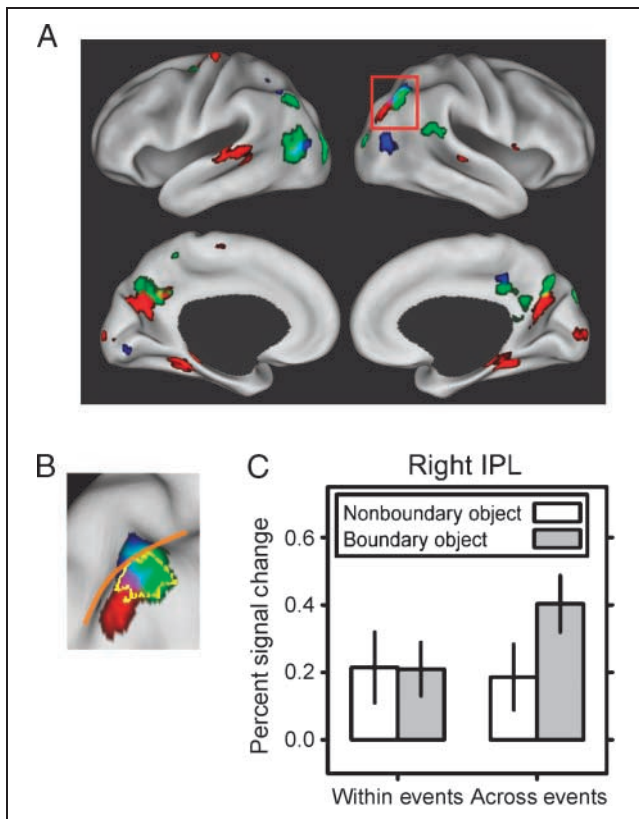 A
B
C
Right IPL
Nonboundary object
Boundary object
Percent signal change
0.6
0.4
0.2
0.0
Within events
Across events